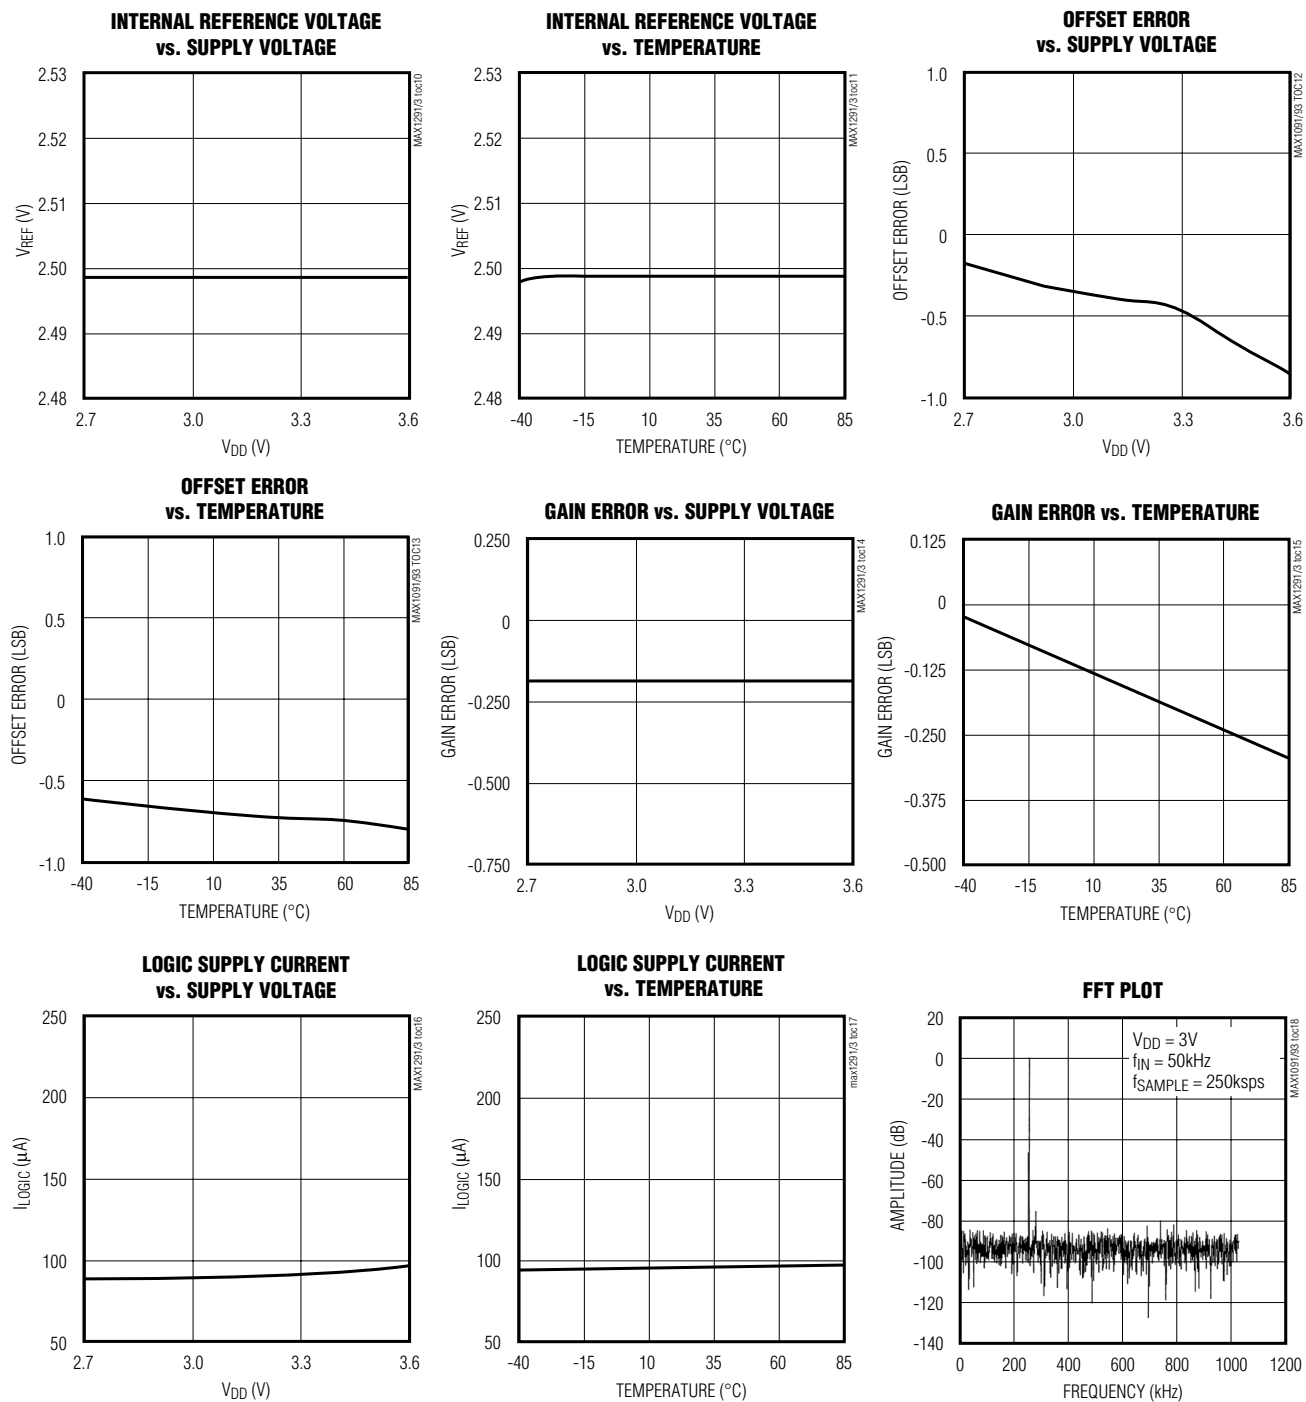 INTERNAL REFERENCE VOLTAGE
vs. SUPPLY VOLTAGE
2.53
2.52
2.51
2.50
2.49
2.48
VREF (V)
2.7 3.0 3.3 3.6
VDD (V)
MAX1291/3 toc10
INTERNAL REFERENCE VOLTAGE
vs. TEMPERATURE
2.53
2.52
2.51
2.50
2.49
2.48
VREF (V)
-40 -15 10 35 60 85
TEMPERATURE (°C)
MAX1291/3 toc11
OFFSET ERROR
vs. SUPPLY VOLTAGE
1.0
0.5
0
-0.5
-1.0
OFFSET ERROR (LSB)
2.7 3.0 3.3 3.6
VDD (V)
MAX1091/93 TOC12
OFFSET ERROR
vs. TEMPERATURE
1.0
0.5
0
-0.5
-1.0
OFFSET ERROR (LSB)
-40 -15 10 35 60 85
TEMPERATURE (°C)
MAX1091/93 TOC13
GAIN ERROR vs. SUPPLY VOLTAGE
0.250
0
-0.250
-0.500
-0.750
GAIN ERROR (LSB)
2.7 3.0 3.3 3.6
VDD (V)
MAX1291/3 toc14
GAIN ERROR vs. TEMPERATURE
0.125
0
-0.125
-0.250
-0.375
-0.500
GAIN ERROR (LSB)
-40 -15 10 35 60 85
TEMPERATURE (°C)
MAX1291/3 toc15
LOGIC SUPPLY CURRENT
vs. SUPPLY VOLTAGE
250
200
150
100
50
ILOGIC (µA)
2.7 3.0 3.3 3.6
VDD (V)
MAX1291/3 toc16
LOGIC SUPPLY CURRENT
vs. TEMPERATURE
250
200
150
100
50
ILOGIC (µA)
-40 -15 10 35 60 85
TEMPERATURE (°C)
max1291/3 toc17
FFT PLOT
20
0
-20
-40
-60
-80
-100
-120
-140
AMPLITUDE (dB)
VDD = 3V
fIN = 50kHz
fSAMPLE = 250ksps
0 200 400 600 800 1000 1200
FREQUENCY (kHz)
MAX1091/93 toc18